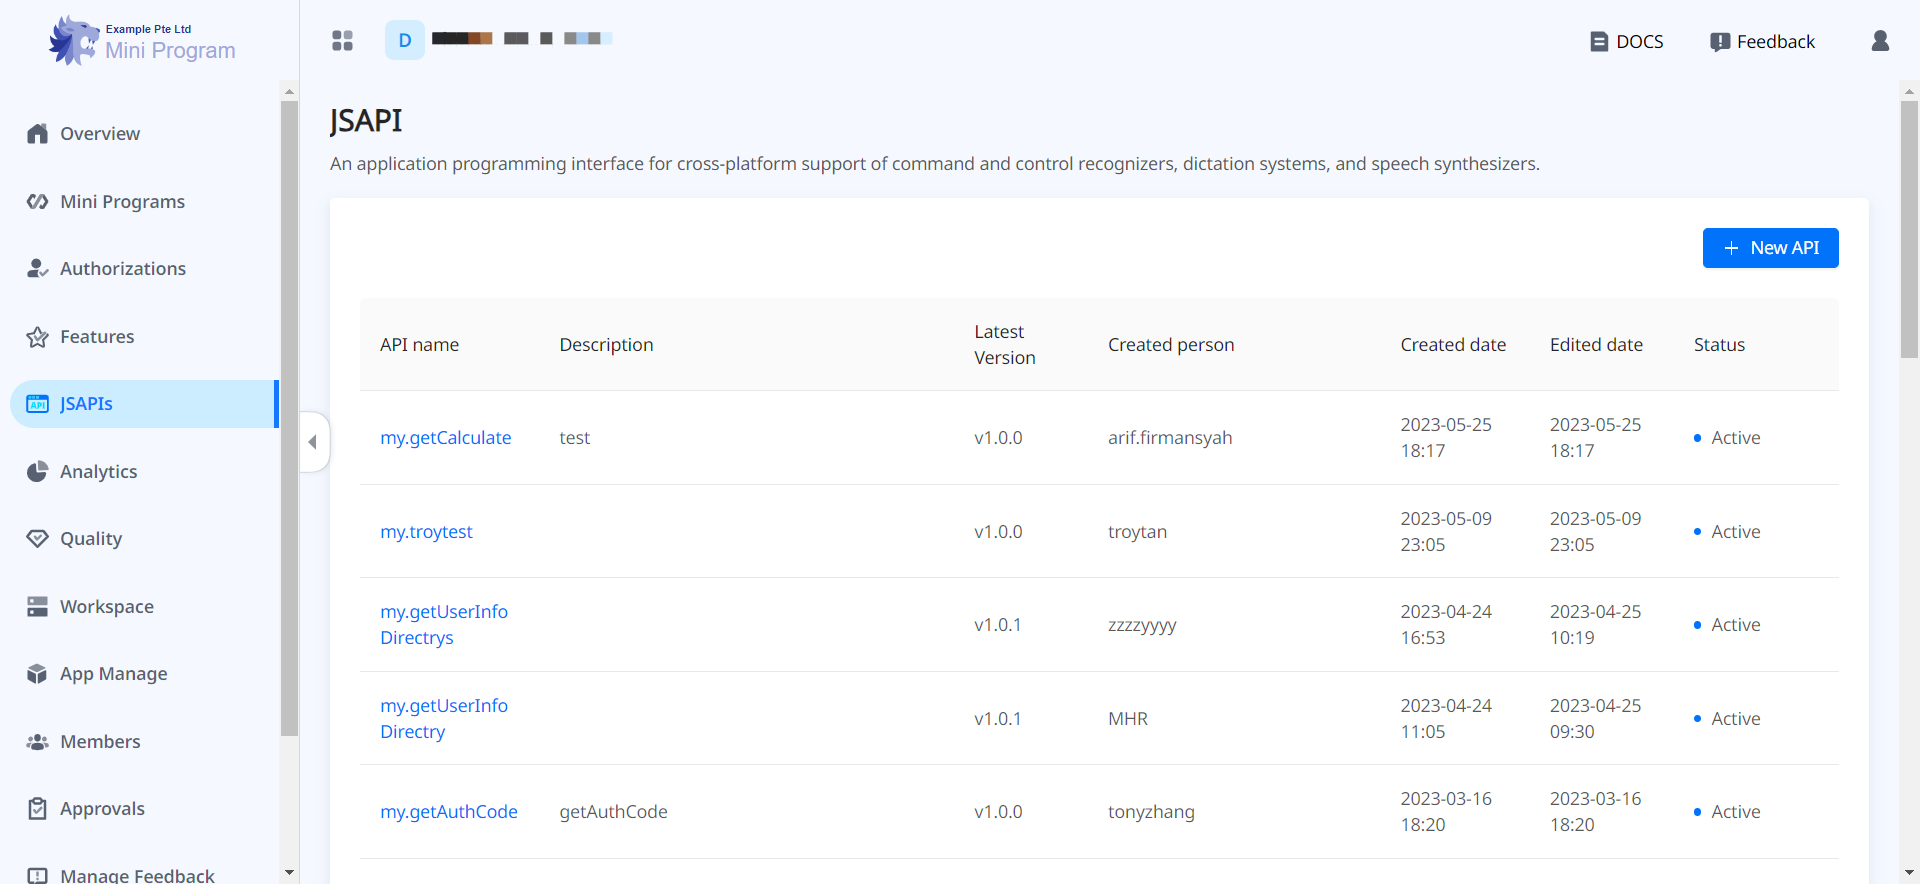 Example Pte Ltd
Mini Program
D
DOCS
Feedback
Overview
Mini Programs
Authorizations
Features
API
JSAPIs
Analytics
Quality
Workspace
App Manage
Members
Approvals
Manage Feedback
JSAPI
An application programming interface for cross-platform support of command and control recognizers, dictation systems, and speech synthesizers.
+ New API
API name Description Latest Version Created person Created date Edited date Status
my.getCalculate test v1.0.0 arif.firmansyah 2023-05-25 18:17 2023-05-25 18:17 Active
my.troytest v1.0.0 troytan 2023-05-09 23:05 2023-05-09 23:05 Active
my.getUserInfo Directrys v1.0.1 zzzzyyyy 2023-04-24 16:53 2023-04-25 10:19 Active
my.getUserInfo Directry v1.0.1 MHR 2023-04-24 11:05 2023-04-25 09:30 Active
my.getAuthCode getAuthCode v1.0.0 tonyzhang 2023-03-16 18:20 2023-03-16 18:20 Active